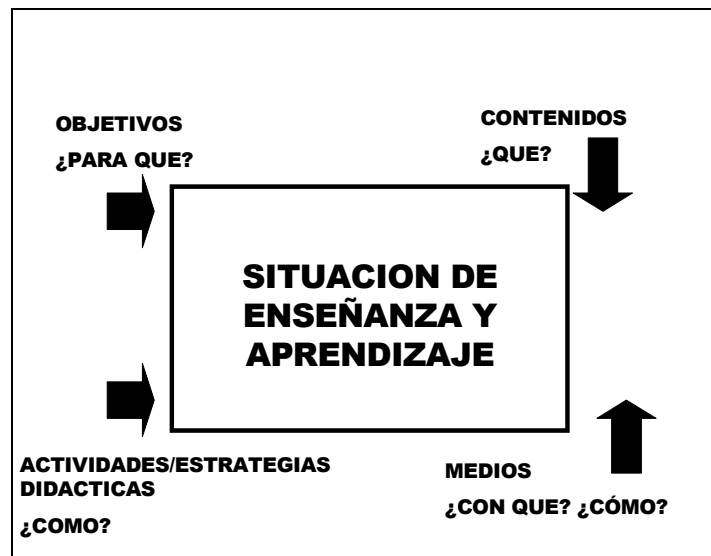 OBJETIVOS
¿PARA QUE?
CONTENIDOS
¿QUE?
SITUACION DE
ENSEÑANZA Y
APRENDIZAJE
ACTIVIDADES/ESTRATEGIAS
DIDACTICAS
¿COMO?
MEDIOS
¿CON QUE? ¿CÓMO?